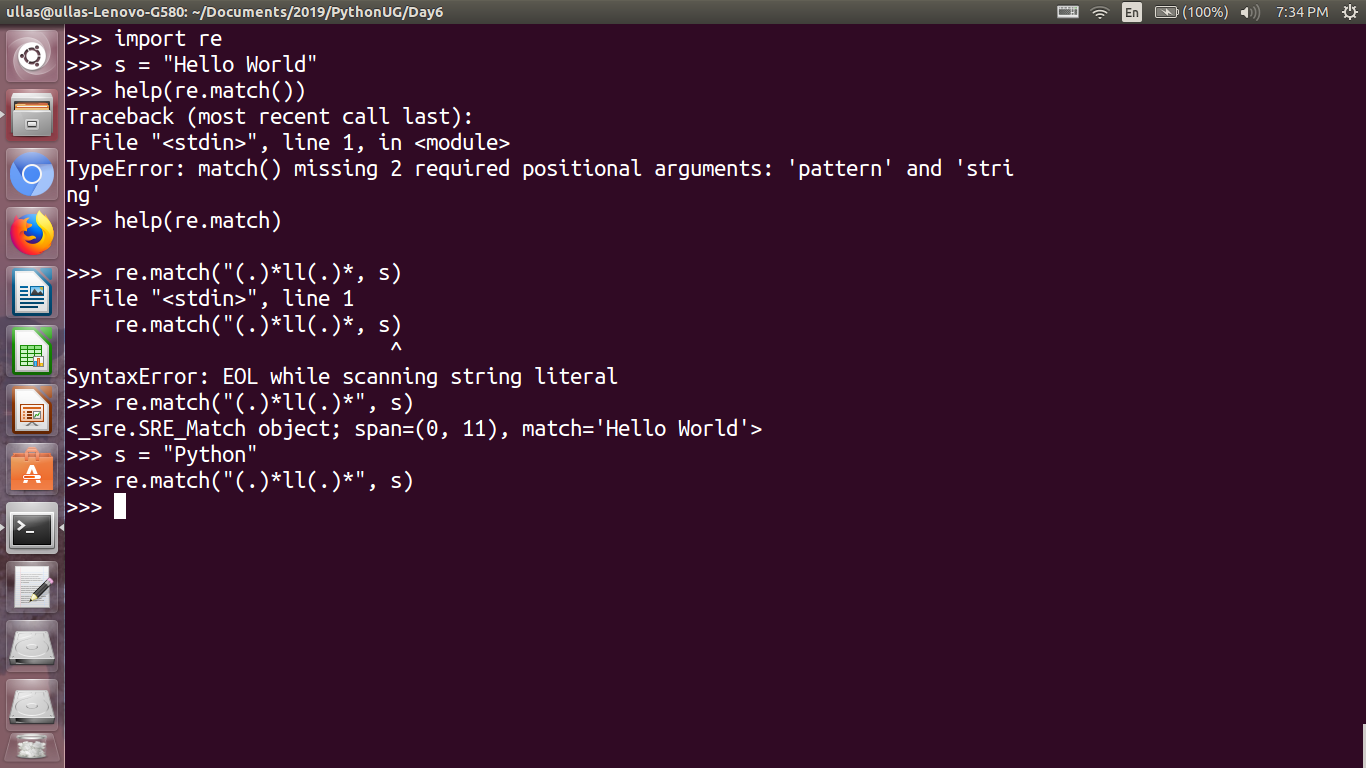 ullas@ullas-Lenovo-G580: ~/Documents/2019/PythonUG/Day6 En (100%) 7:34 PM
>>> import re
>>> s = "Hello World"
>>> help(re.match())
Traceback (most recent call last):
  File "<stdin>", line 1, in <module>
TypeError: match() missing 2 required positional arguments: 'pattern' and 'stri
ng'
>>> help(re.match)
>>> re.match("(.)*ll(.)*, s)
  File "<stdin>", line 1
    re.match("(.)*ll(.)*, s)
                           ^
SyntaxError: EOL while scanning string literal
>>> re.match("(.)*ll(.)*", s)
<_sre.SRE_Match object; span=(0, 11), match='Hello World'>
>>> s = "Python"
>>> re.match("(.)*ll(.)*", s)
>>>